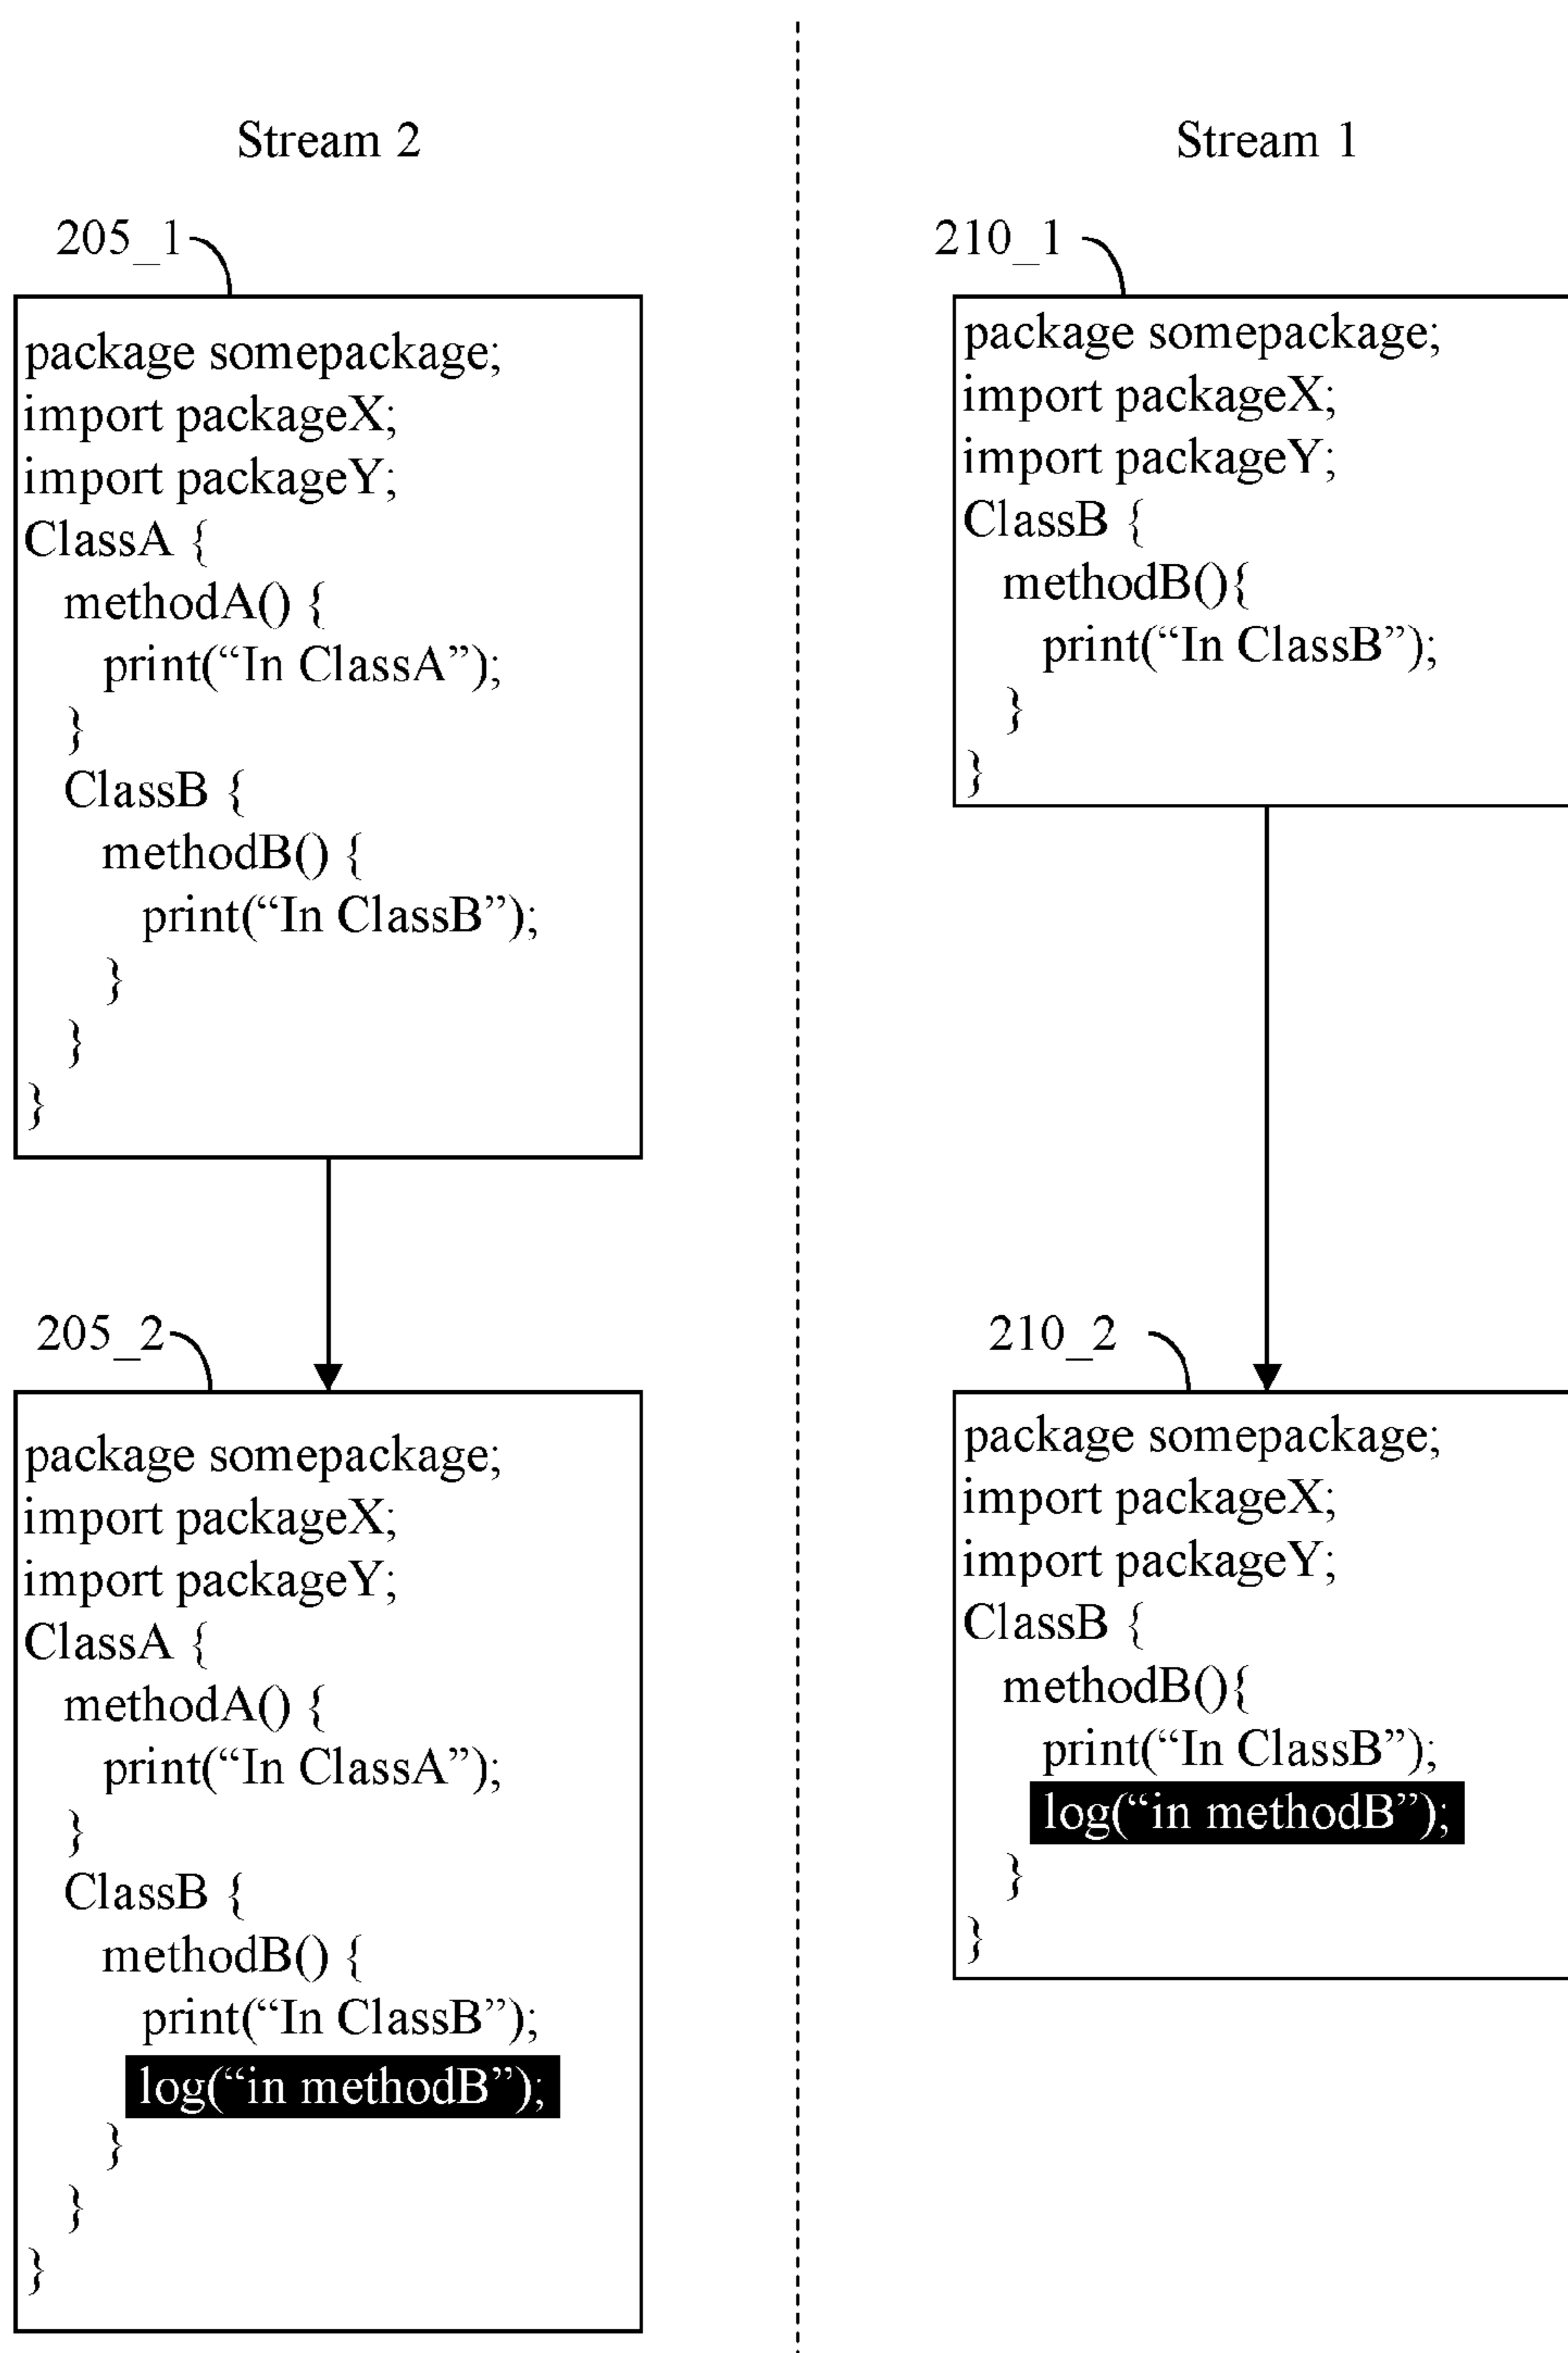 Stream 2
205_1
package somepackage;
import packageX;
import packageY;
ClassA {
methodA() {
print(“In ClassA”);
}
ClassB {
methodB() {
print(“In ClassB”);
}
}
}
205_2
package somepackage;
import packageX;
import packageY;
ClassA {
methodA() {
print(“In ClassA”);
}
ClassB {
methodB() {
print(“In ClassB”);
log(“in methodB”);
}
}
}
Stream 1
210_1
package somepackage;
import packageX;
import packageY;
ClassB {
methodB(){
print(“In ClassB”);
}
}
210_2
package somepackage;
import packageX;
import packageY;
ClassB {
methodB(){
print(“In ClassB”);
log(“in methodB”);
}
}